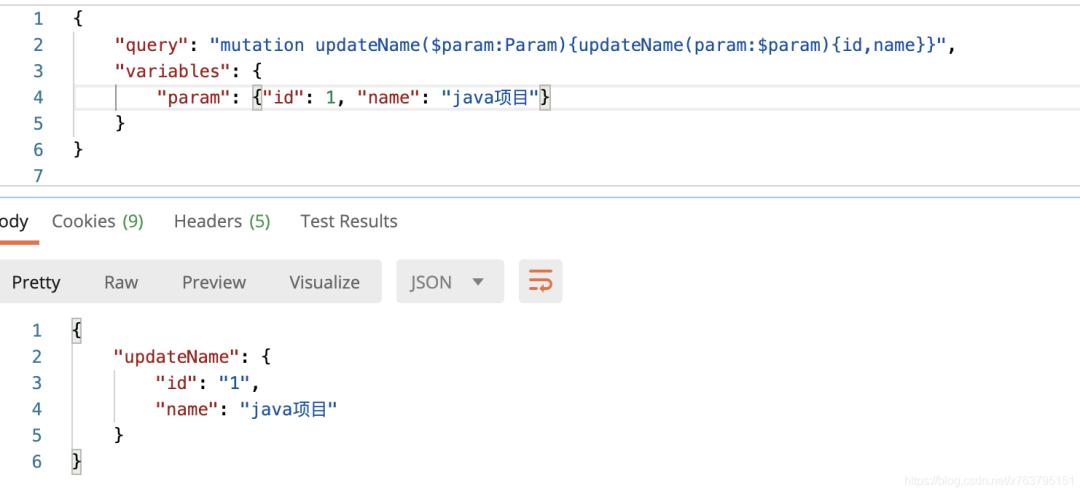 1 {
2 "query": "mutation updateName($param:Param){updateName(param:$param){id,name}}",
3 "variables": {
4 "param": {"id": 1, "name": "java项目"}
5 }
6 }
7
ody Cookies (9) Headers (5) Test Results
Pretty Raw Preview Visualize JSON
1 {
2 "updateName": {
3 "id": "1",
4 "name": "java项目"
5 }
6 }
https://blog.csdn.net/x763795151